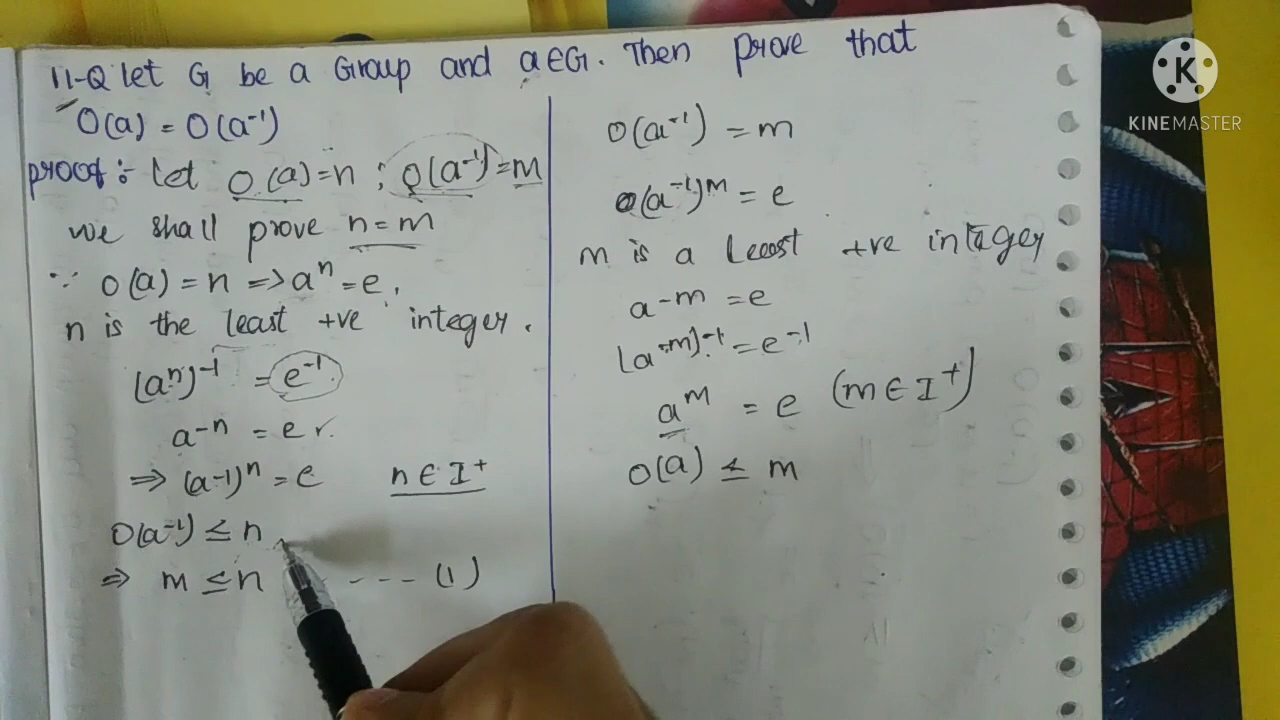 11-Q let G be a Group and a∈G. Then prove that
O(a) = O(a⁻¹)
proof :- Let O(a)=n ; O(a⁻¹)=m
we shall prove n=m
∵ O(a) = n ⇒ aⁿ = e,
n is the least +ve integer.
(aⁿ)⁻¹ = e⁻¹
a⁻ⁿ = e
⇒ (a-1)ⁿ = e n ∈ I⁺
O(a⁻¹) ≤ n
⇒ m ≤ n - - - - (1)
O(a⁻¹) = m
(a⁻¹)ᵐ = e
m is a least +ve integer
a-m = e
(a-m)⁻¹ = e-1
aᵐ = e (m ∈ I⁺)
O(a) ≤ m
K
KINEMASTER